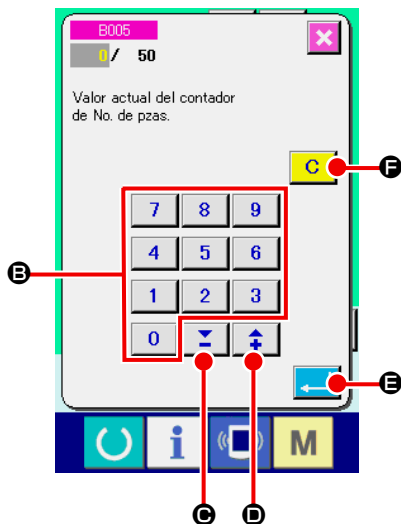 B005
0/ 50
Valor actual del contador
de No. de pzas.
C
F
7 8 9
4 5 6
B
1 2 3
0
E
i M
C D